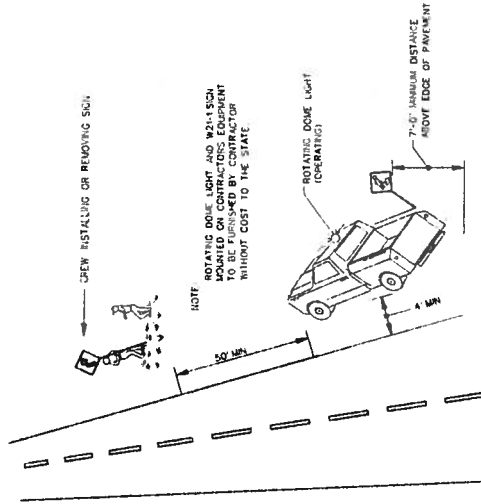 CREW INSTALLING OR REMOVING SIGN
NOTE:
ROTATING DOME LIGHT AND W21-1 SIGN
MOUNTED ON CONTRACTORS EQUIPMENT
TO BE FURNISHED BY CONTRACTOR
WITHOUT COST TO THE STATE.
ROTATING DOME LIGHT
(OPERATING)
7'-0" MINIMUM DISTANCE
ABOVE EDGE OF PAVEMENT
50' MIN
4' MIN